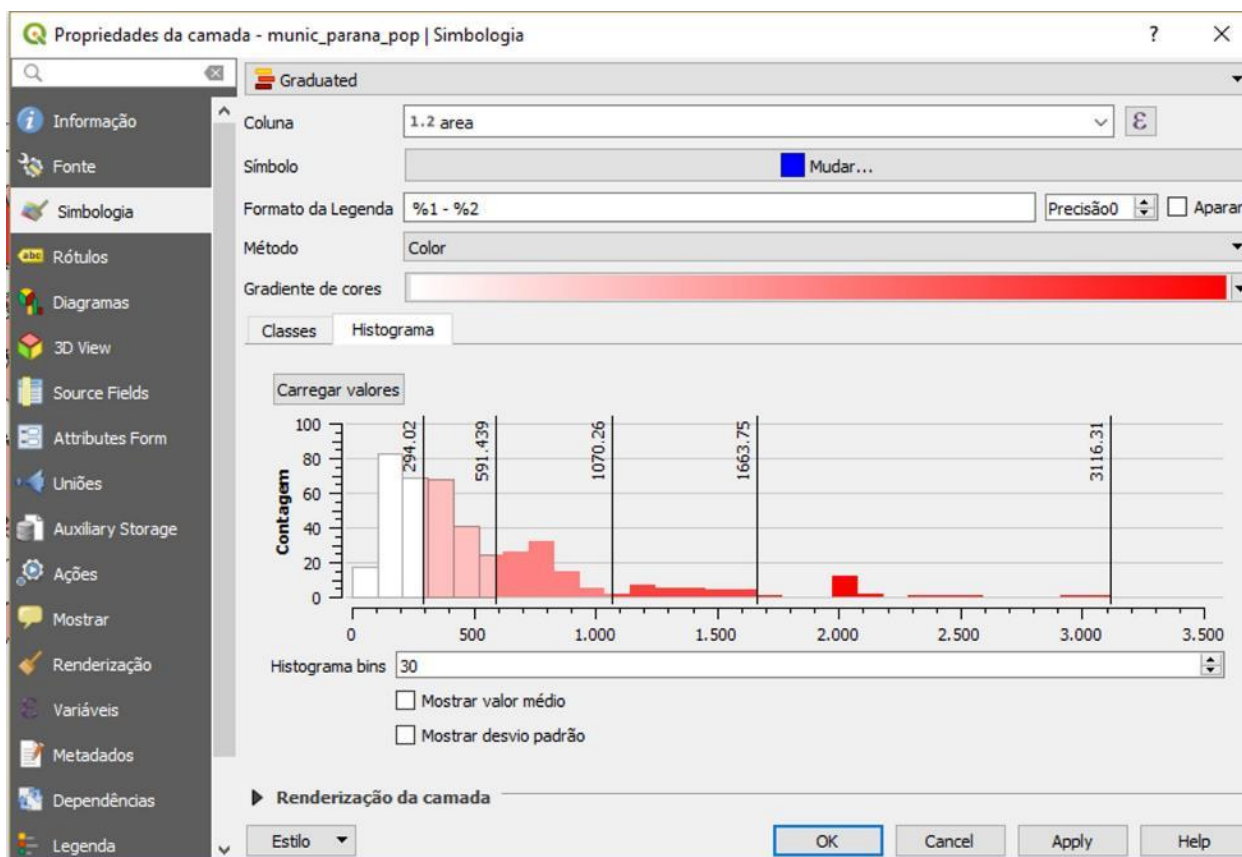 Propriedades da camada - munic_parana_pop | Simbologia ? X
Graduated
Informação
Fonte
Simbologia
Rótulos
Diagramas
3D View
Source Fields
Attributes Form
Uniões
Auxiliary Storage
Ações
Mostrar
Renderização
Variáveis
Metadados
Dependências
Legenda
Coluna 1.2 area ε
Símbolo Mudar...
Formato da Legenda %1 - %2 Precisão0 Aparar
Método Color
Gradiente de cores
Classes Histograma
Carregar valores
Contagem
100
80
60
40
20
0
294.02
591.439
1070.26
1663.75
3116.31
0 500 1.000 1.500 2.000 2.500 3.000 3.500
Histograma bins 30
Mostrar valor médio
Mostrar desvio padrão
Renderização da camada
Estilo OK Cancel Apply Help